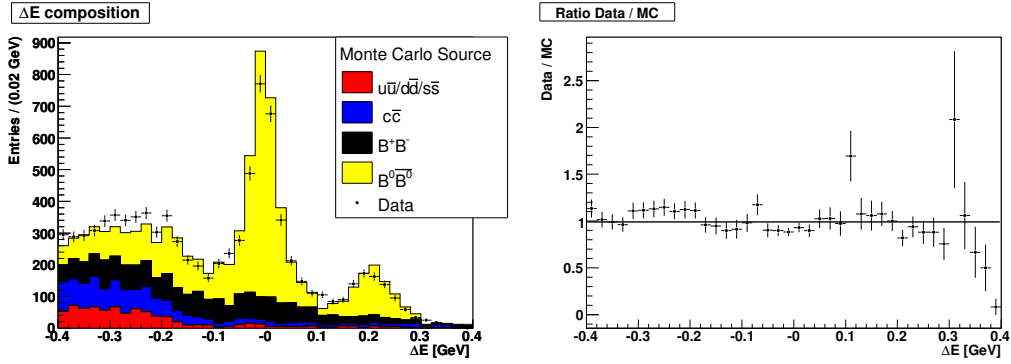 ΔE composition
Entries / (0.02 GeV)
900
800
700
600
500
400
300
200
100
0
-0.4 -0.3 -0.2 -0.1 -0 0.1 0.2 0.3 0.4
ΔE [GeV]
Monte Carlo Source
uu̅/dd̅/ss̅
cc̅
B⁺B⁻
B⁰B̅⁰
Data
Ratio Data / MC
Data / MC
2.5
2
1.5
1
0.5
0
-0.4 -0.3 -0.2 -0.1 -0 0.1 0.2 0.3 0.4
ΔE [GeV]